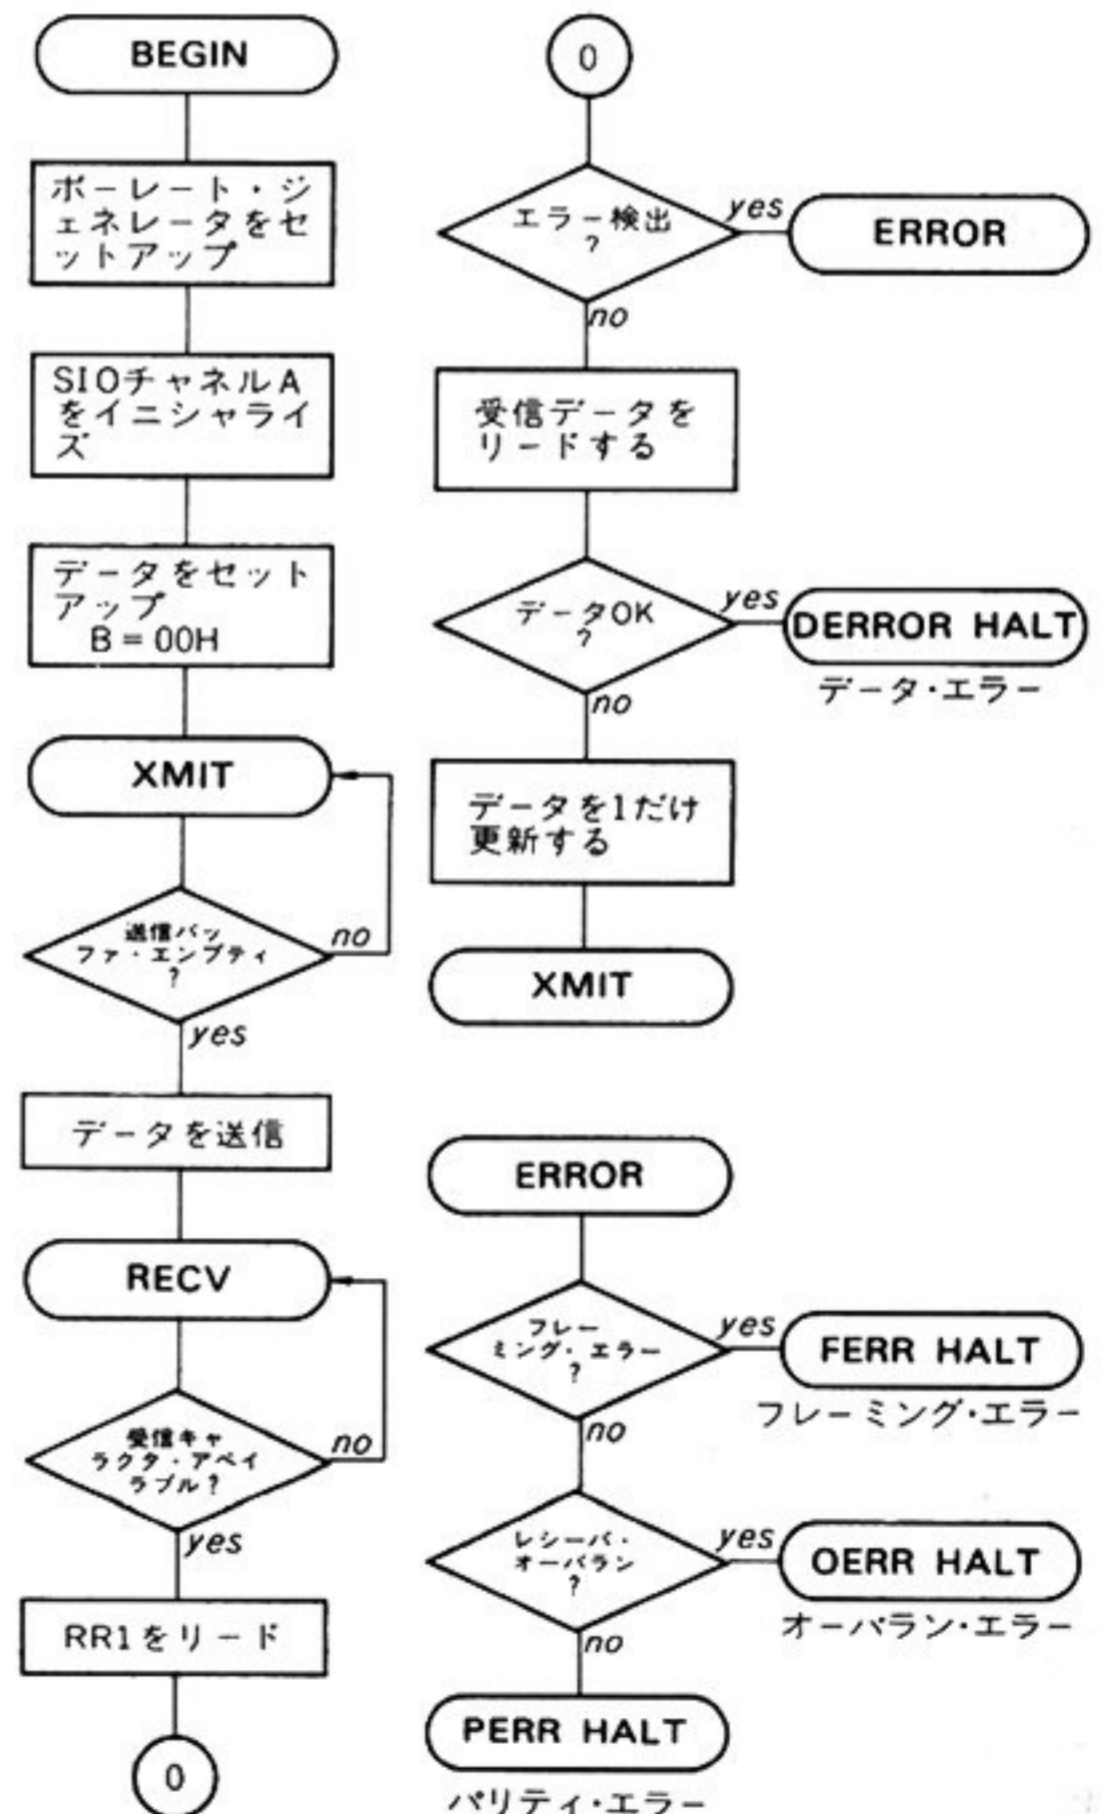 BEGIN
ボーレート・ジ
ェネレータをセ
ットアップ
SIOチャネルA
をイニシャライ
ズ
データをセット
アップ
B=00H
XMIT
送信バッ
ファ・エンプティ
?
no
yes
データを送信
RECV
受信キャ
ラクタ・アベイ
ラブル?
no
yes
RR1をリード
0
0
エラー検出
?
yes
ERROR
no
受信データを
リードする
データOK
?
yes
DERROR HALT
データ・エラー
no
データを1だけ
更新する
XMIT
ERROR
フレー
ミング・エラー
?
yes
FERR HALT
フレーミング・エラー
no
レシーバ・
オーバラン
?
yes
OERR HALT
オーバラン・エラー
no
PERR HALT
パリティ・エラー